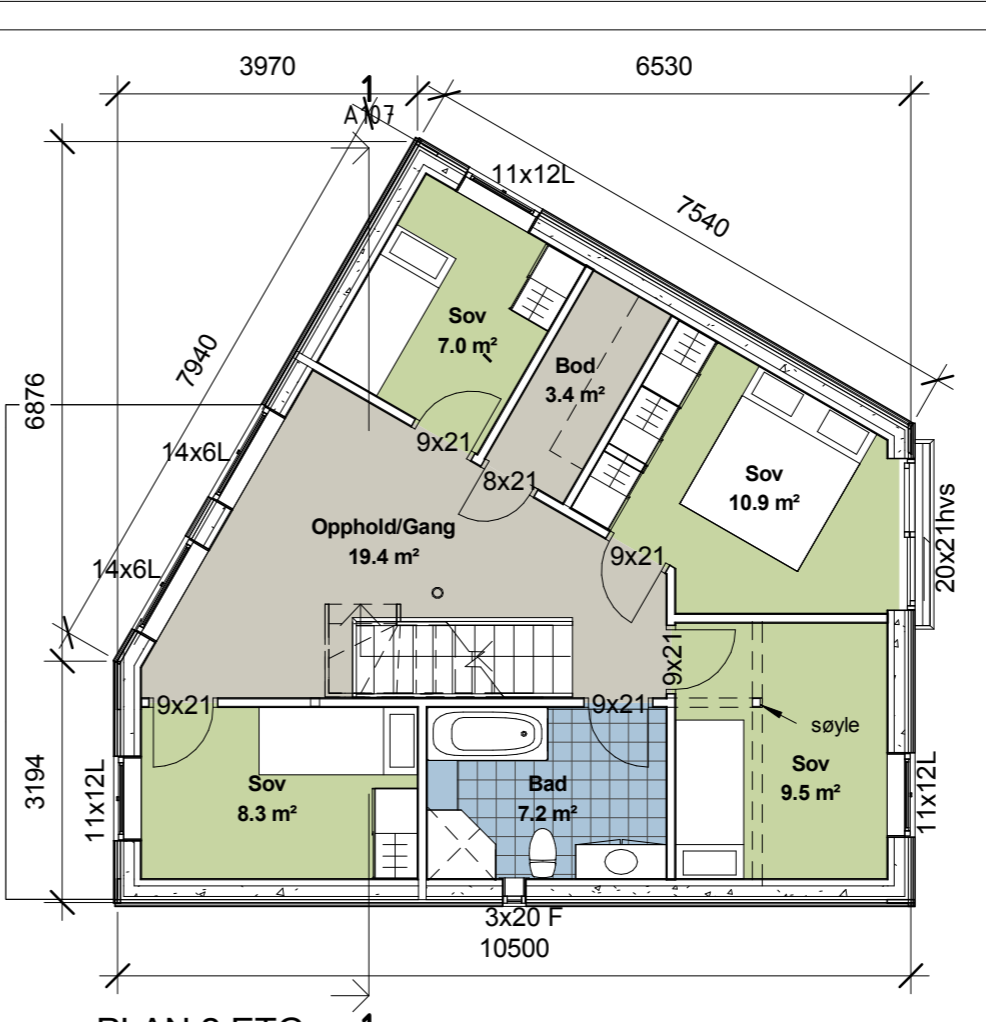 3970
6530
1
A107
11x12L
7540
Sov
7.0 m²
7940
Bod
3.4 m²
6876
9x21
14x6L
8x21
Sov
10.9 m²
Opphold/Gang
19.4 m²
20x21hvs
9x21
14x6L
9x21
9x21
9x21
søyle
3194
11x12L
Sov
8.3 m²
Bad
7.2 m²
Sov
9.5 m²
11x12L
3x20 F
10500
1